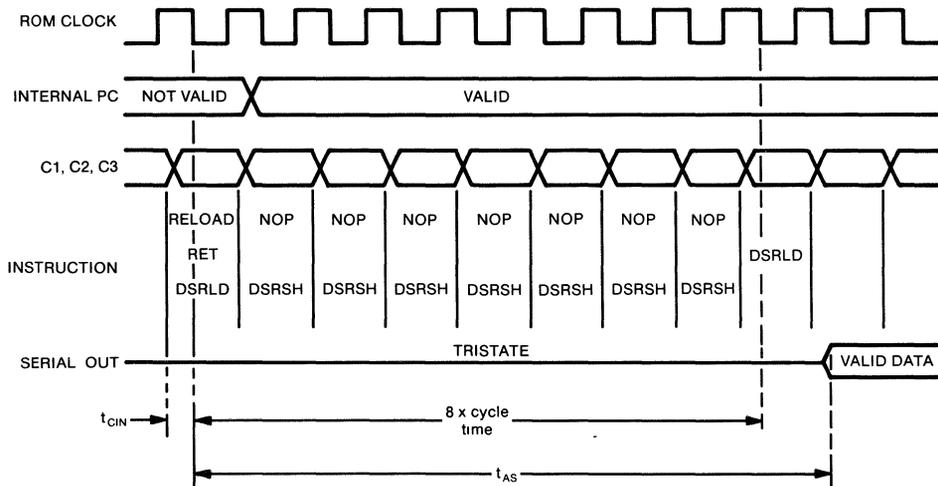 ROM CLOCK
INTERNAL PC NOT VALID VALID
C1, C2, C3
RELOAD NOP NOP NOP NOP NOP NOP NOP
INSTRUCTION RET DSRLD
DSRLD DSRSH DSRSH DSRSH DSRSH DSRSH DSRSH DSRSH
TRISTATE
SERIAL OUT VALID DATA
tCIN 8 x cycle
time
tAS